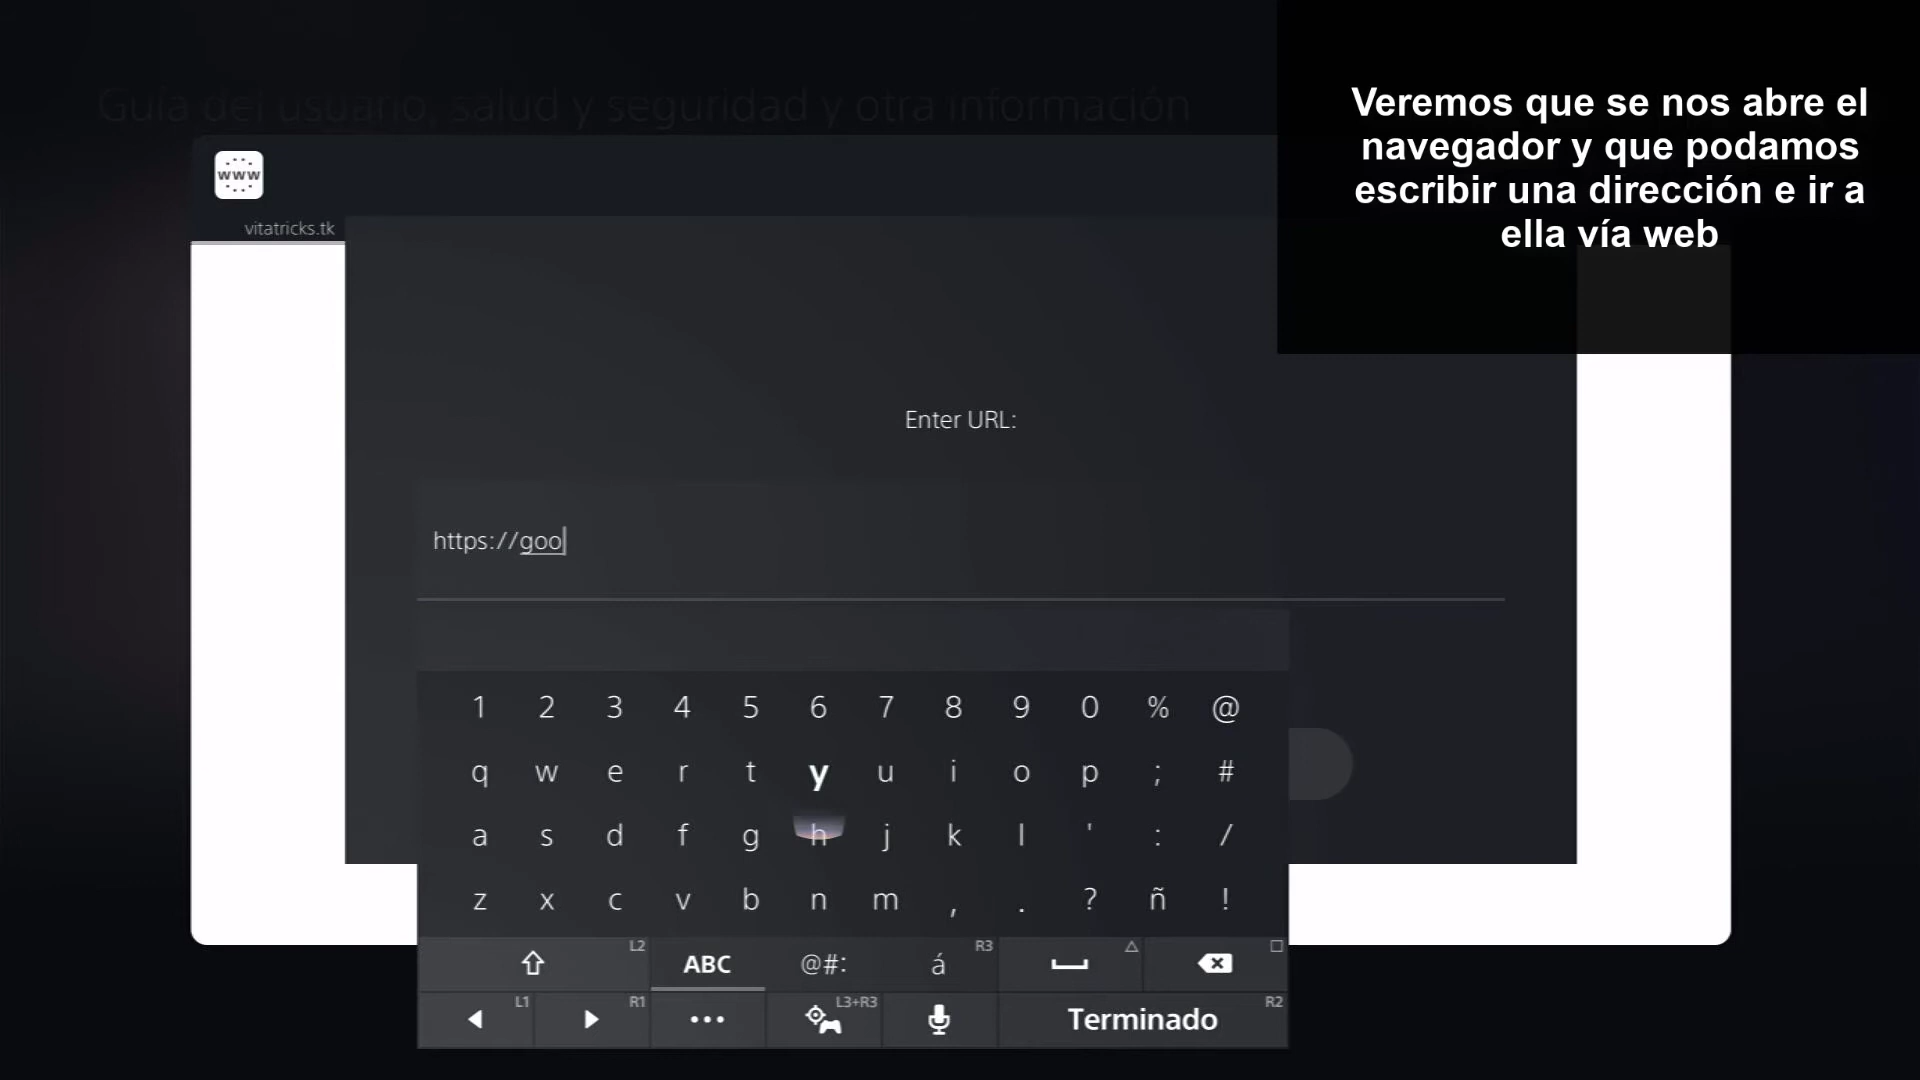 Guía del usuario, salud y seguridad y otra información
Veremos que se nos abre el
navegador y que podamos
escribir una dirección e ir a
ella vía web
www
vitatricks.tk
Enter URL:
https://goo
1 2 3 4 5 6 7 8 9 0 % @
q w e r t y u i o p ; #
a s d f g h j k l ' : /
z x c v b n m , . ? ñ !
L2 ABC @#: á R3 △ □
L1 R1 ... L3+R3 Terminado R2